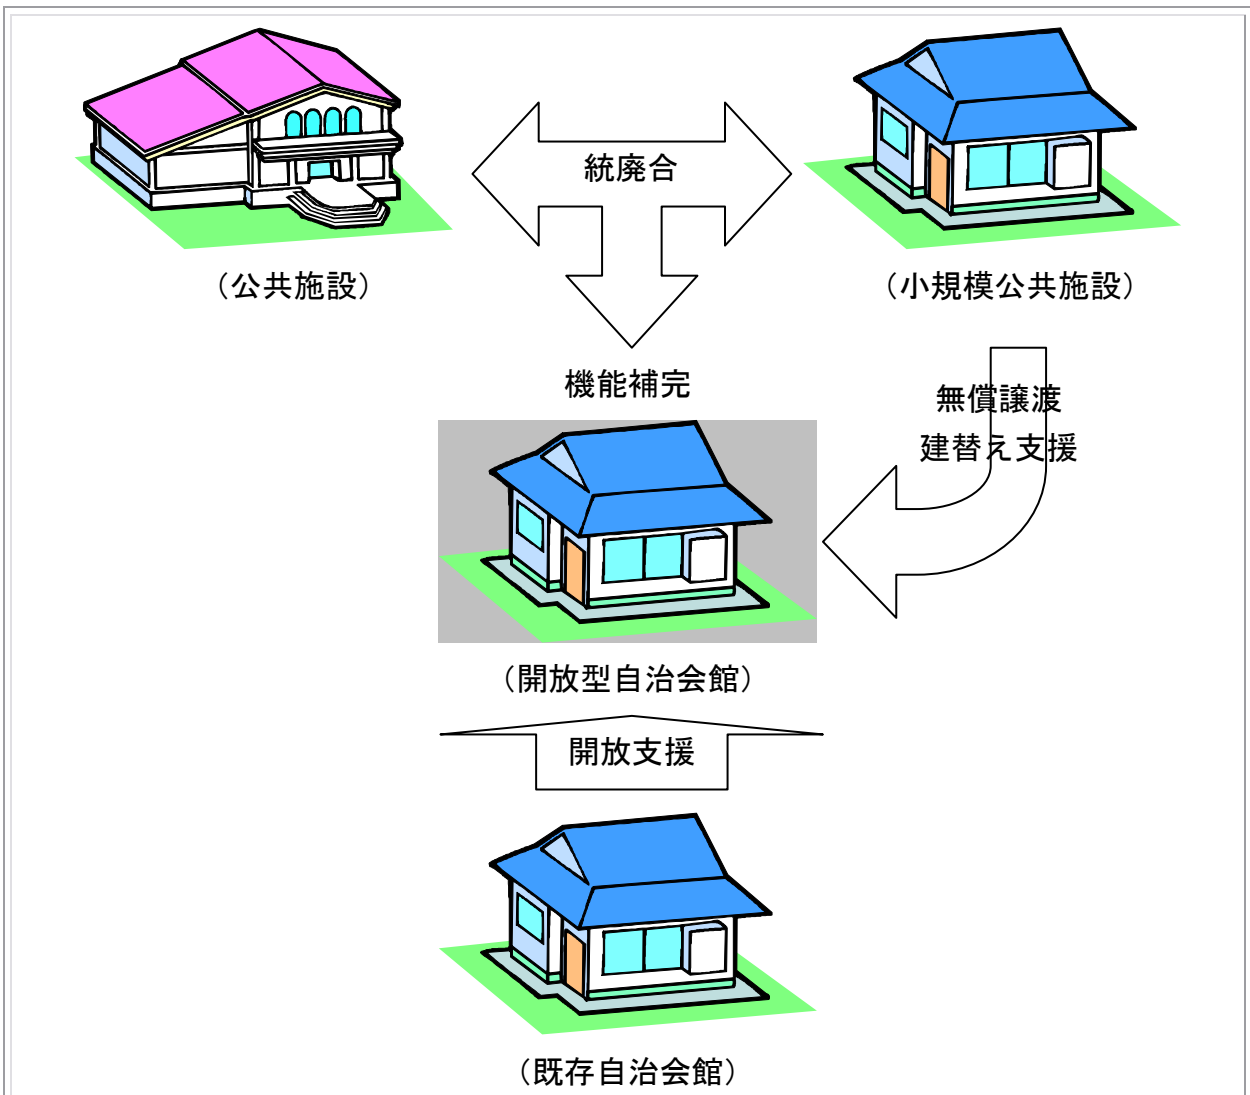 統廃合
（公共施設）
（小規模公共施設）
機能補完
無償譲渡
建替え支援
（開放型自治会館）
開放支援
（既存自治会館）